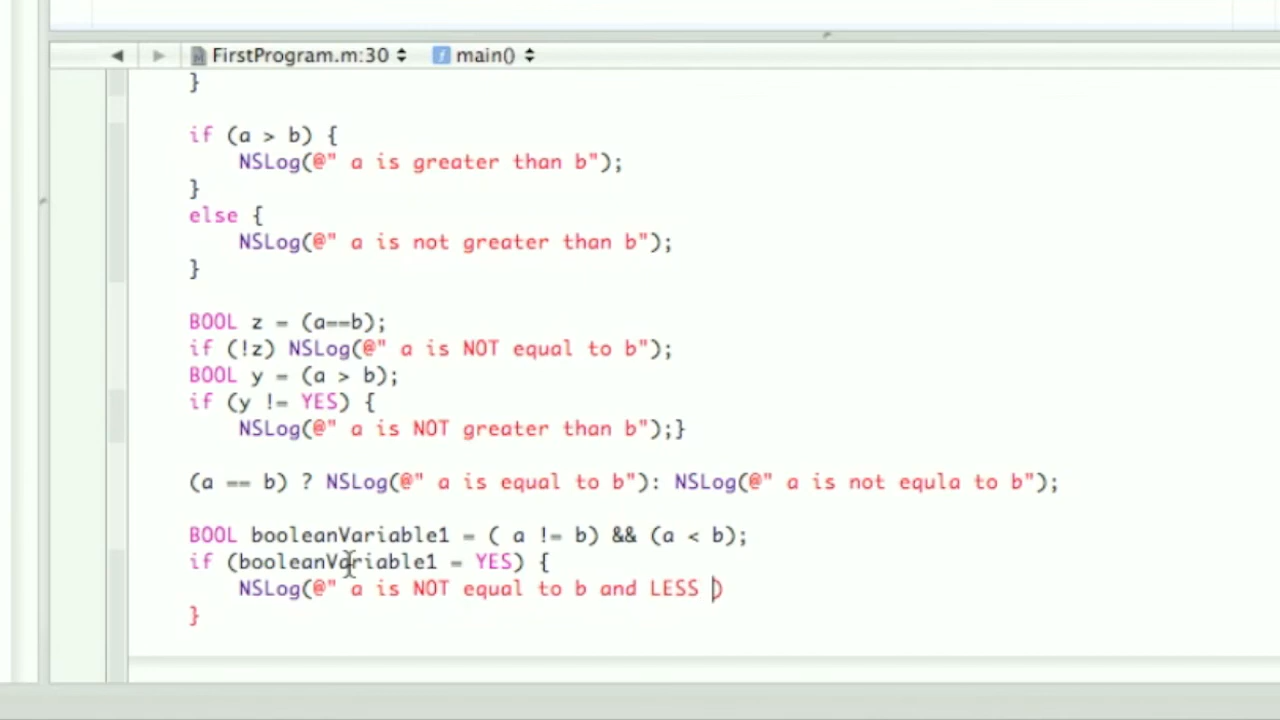 FirstProgram.m:30 main()
}
if (a > b) {
NSLog(@" a is greater than b");
}
else {
NSLog(@" a is not greater than b");
}
BOOL z = (a==b);
if (!z) NSLog(@" a is NOT equal to b");
BOOL y = (a > b);
if (y != YES) {
NSLog(@" a is NOT greater than b");}
(a == b) ? NSLog(@" a is equal to b"): NSLog(@" a is not equla to b");
BOOL booleanVariable1 = ( a != b) && (a < b);
if (booleanVariable1 = YES) {
NSLog(@" a is NOT equal to b and LESS )
}